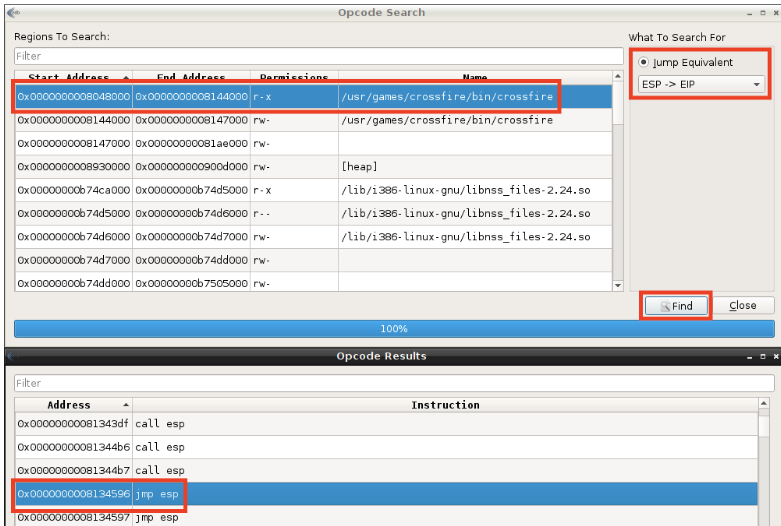 Opcode Search
Regions To Search:
What To Search For
Filter
Jump Equivalent
ESP -> EIP
Start Address End Address Permissions Name
0x0000000008048000 0x0000000008144000 r-x /usr/games/crossfire/bin/crossfire
0x0000000008144000 0x0000000008147000 rw- /usr/games/crossfire/bin/crossfire
0x0000000008147000 0x00000000081ae000 rw-
0x0000000008930000 0x000000000900d000 rw- [heap]
0x00000000b74ca000 0x00000000b74d5000 r-x /lib/i386-linux-gnu/libnss_files-2.24.so
0x00000000b74d5000 0x00000000b74d6000 r-- /lib/i386-linux-gnu/libnss_files-2.24.so
0x00000000b74d6000 0x00000000b74d7000 rw- /lib/i386-linux-gnu/libnss_files-2.24.so
0x00000000b74d7000 0x00000000b74dd000 rw-
0x00000000b74dd000 0x00000000b7505000 rw-
Find Close
100%
Opcode Results
Filter
Address Instruction
0x00000000081343df call esp
0x00000000081344b6 call esp
0x00000000081344b7 call esp
0x0000000008134596 jmp esp
0x0000000008134597 jmp esp